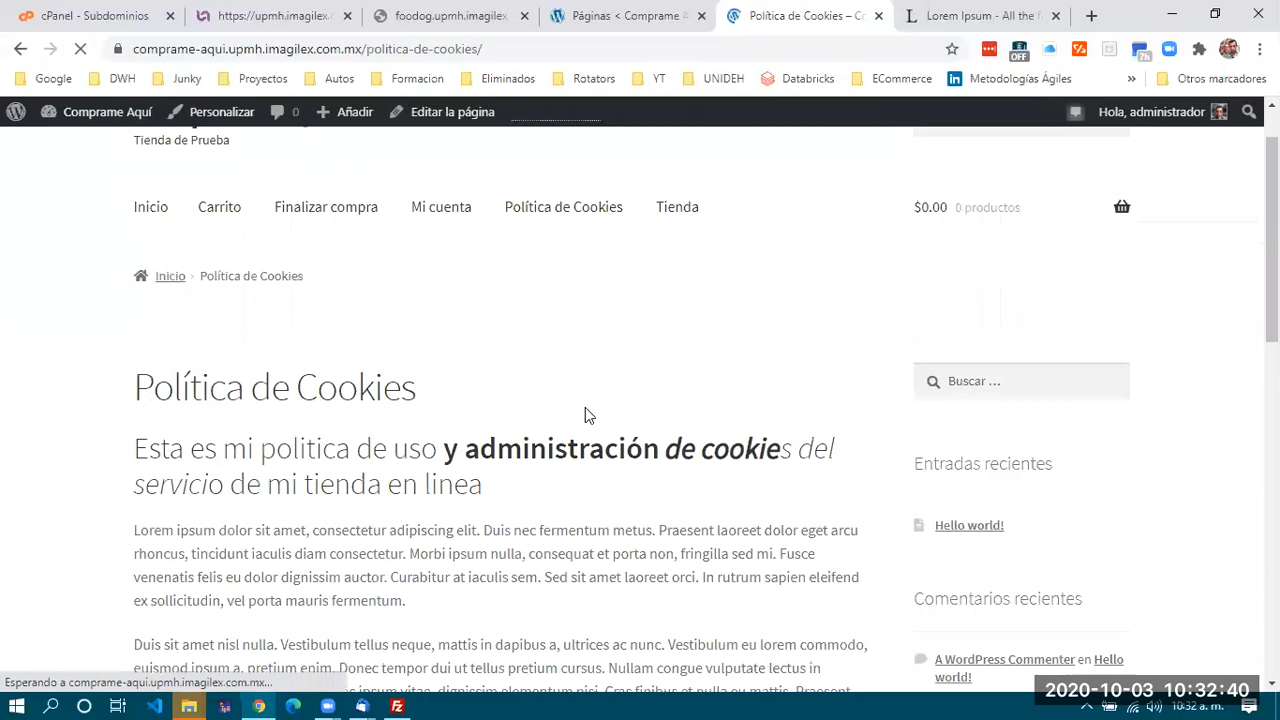 cPanel - Subdominios
https://upmh.imagilex.com.mx/
foodog.upmh.imagilex
Páginas < Comprame
Política de Cookies – Co
Lorem Ipsum - All the f
comprame-aqui.upmh.imagilex.com.mx/politica-de-cookies/
OFF
7h
Google
DWH
Junky
Proyectos
Autos
Formacion
Eliminados
Rotators
YT
UNIDEH
Databricks
ECommerce
Metodologías Ágiles
»
Otros marcadores
Comprame Aquí
Personalizar
0
Añadir
Editar la página
Hola, administrador
Tienda de Prueba
Inicio
Carrito
Finalizar compra
Mi cuenta
Política de Cookies
Tienda
$0.00 0 productos
Inicio › Política de Cookies
Política de Cookies
Buscar …
Esta es mi politica de uso y administración de cookies del
servicio de mi tienda en linea
Entradas recientes
Lorem ipsum dolor sit amet, consectetur adipiscing elit. Duis nec fermentum metus. Praesent laoreet dolor eget arcu
rhoncus, tincidunt iaculis diam consectetur. Morbi ipsum nulla, consequat et porta non, fringilla sed mi. Fusce
venenatis felis eu dolor dignissim auctor. Curabitur at iaculis sem. Sed sit amet laoreet orci. In rutrum sapien eleifend
ex sollicitudin, vel porta mauris fermentum.
Hello world!
Comentarios recientes
Duis sit amet nisl nulla. Vestibulum tellus neque, mattis in dapibus a, ultrices ac nunc. Vestibulum eu lorem commodo,
euismod ipsum a, pretium enim. Donec tempor dui ut tellus pretium cursus. Nullam congue vulputate lectus in
A WordPress Commenter en Hello
world!
Esperando a comprame-aqui.upmh.imagilex.com.mx...
2020-10-03 10:32:40
10:32 a. m.